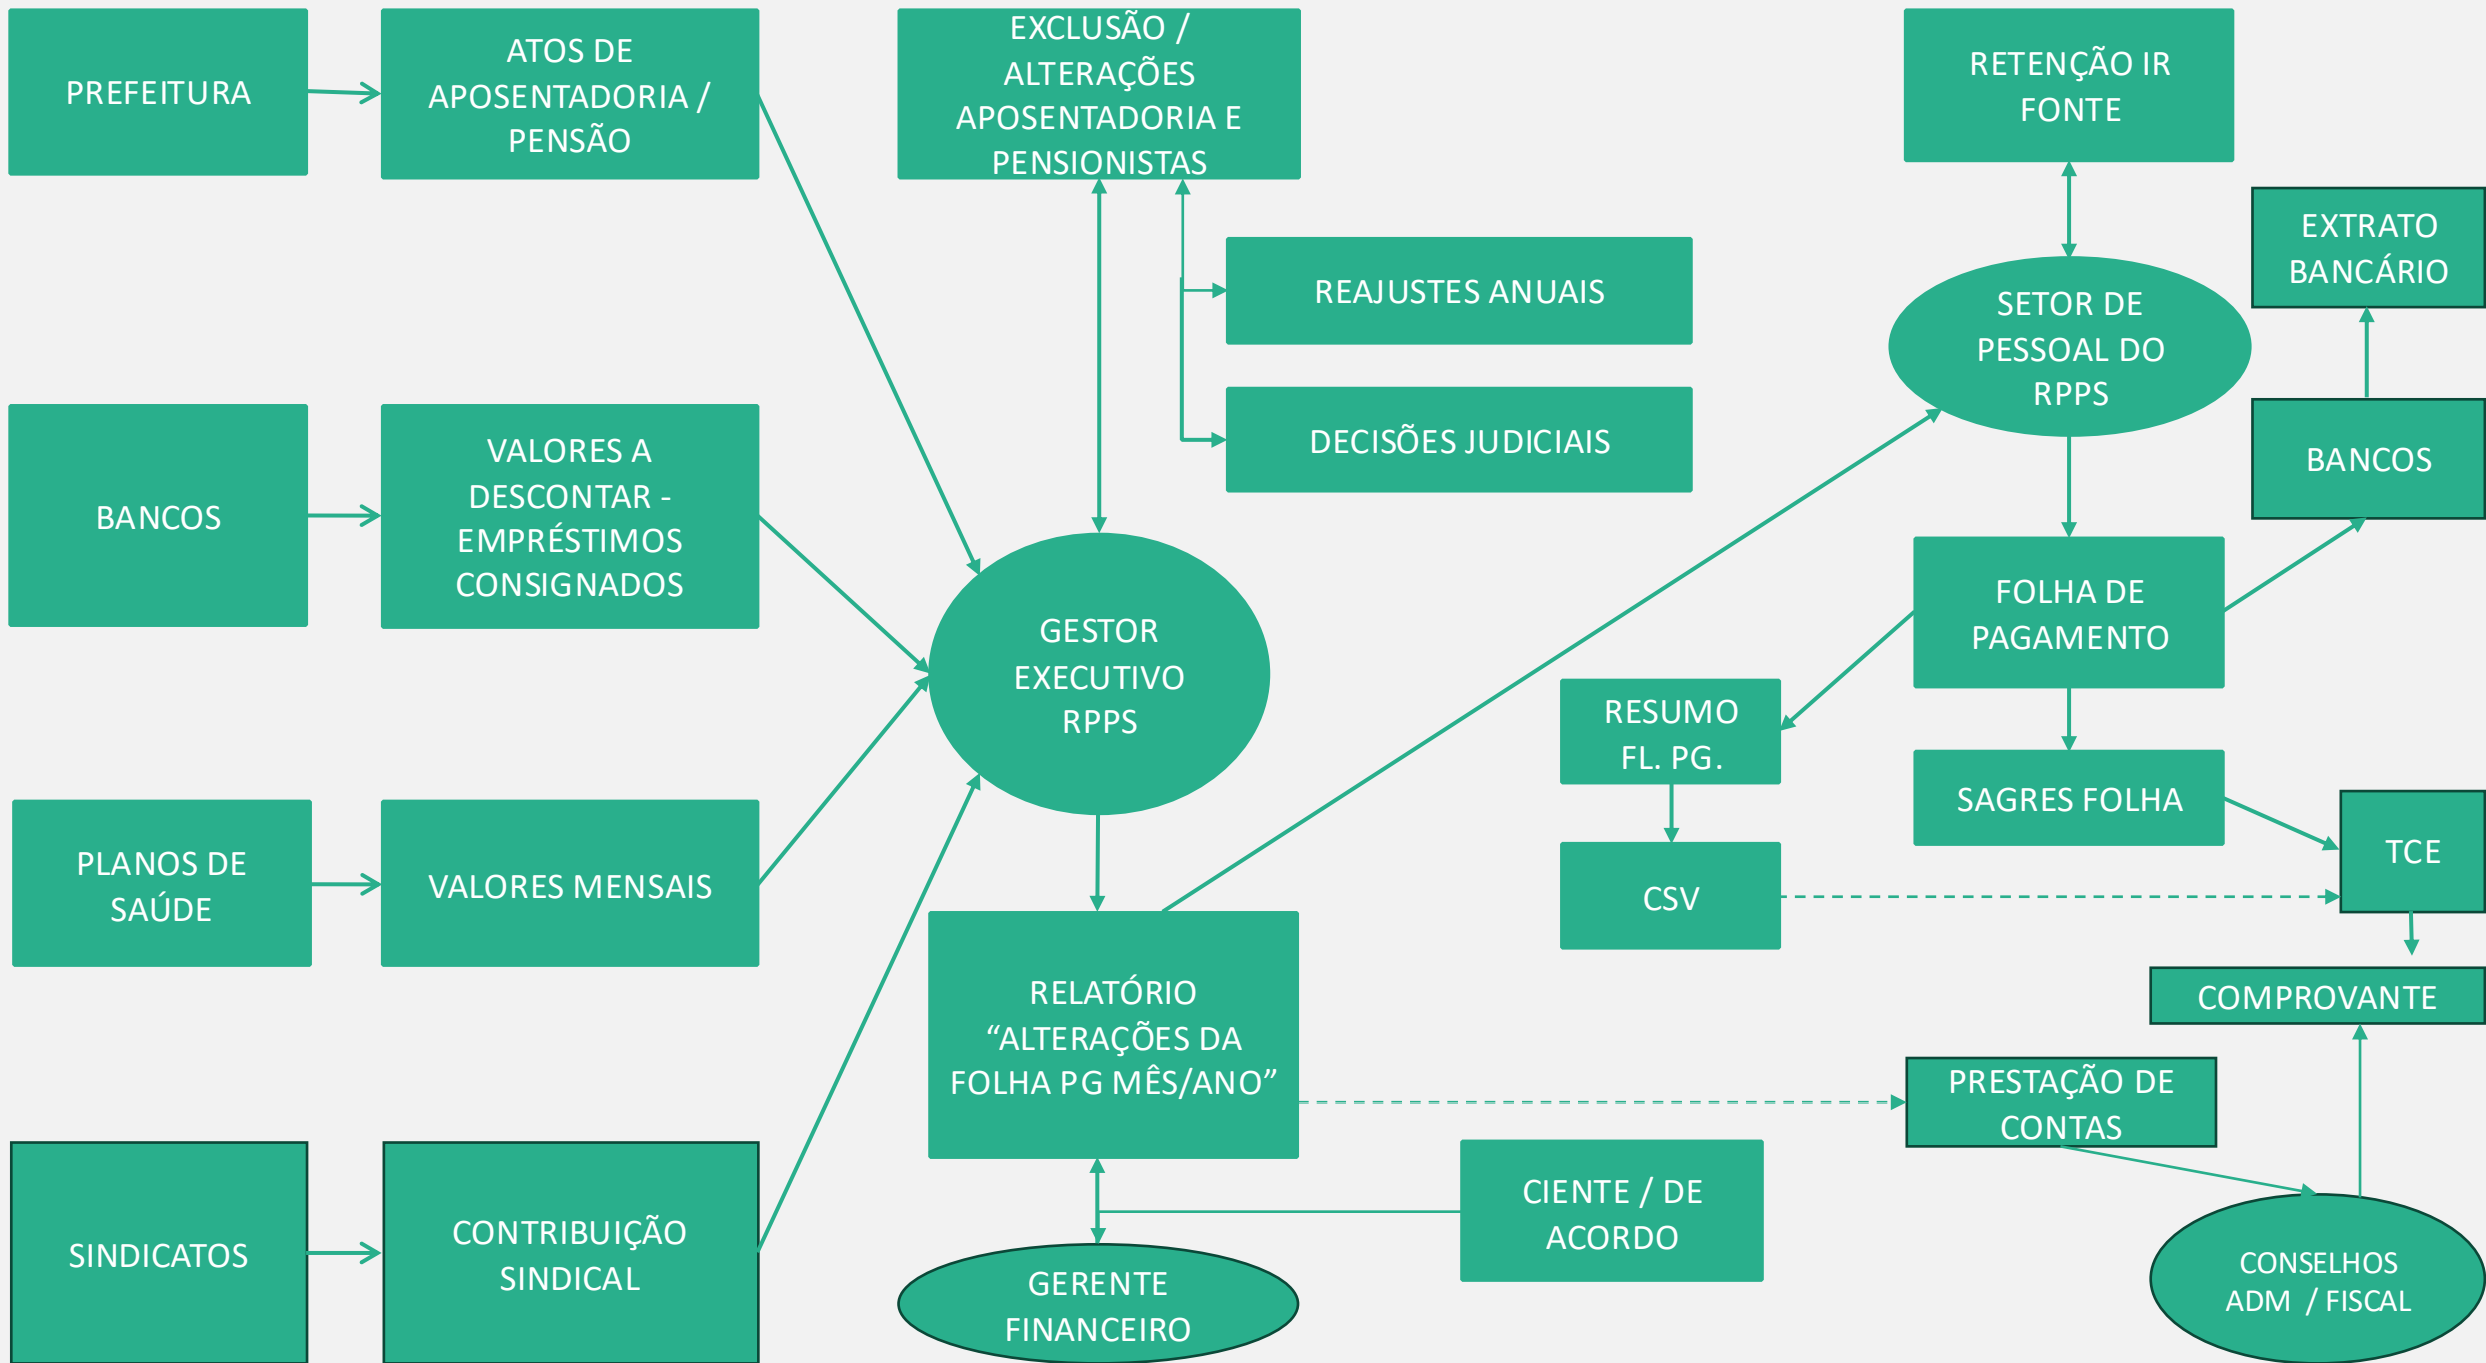 PREFEITURA
ATOS DE
APOSENTADORIA /
PENSÃO
EXCLUSÃO /
ALTERAÇÕES
APOSENTADORIA E
PENSIONISTAS
RETENÇÃO IR
FONTE
EXTRATO
BANCÁRIO
REAJUSTES ANUAIS
SETOR DE
PESSOAL DO
RPPS
DECISÕES JUDICIAIS
BANCOS
BANCOS
VALORES A
DESCONTAR -
EMPRÉSTIMOS
CONSIGNADOS
GESTOR
EXECUTIVO
RPPS
FOLHA DE
PAGAMENTO
RESUMO
FL. PG.
SAGRES FOLHA
TCE
PLANOS DE
SAÚDE
VALORES MENSAIS
CSV
RELATÓRIO
“ALTERAÇÕES DA
FOLHA PG MÊS/ANO”
COMPROVANTE
PRESTAÇÃO DE
CONTAS
SINDICATOS
CONTRIBUIÇÃO
SINDICAL
CIENTE / DE
ACORDO
GERENTE
FINANCEIRO
CONSELHOS
ADM / FISCAL